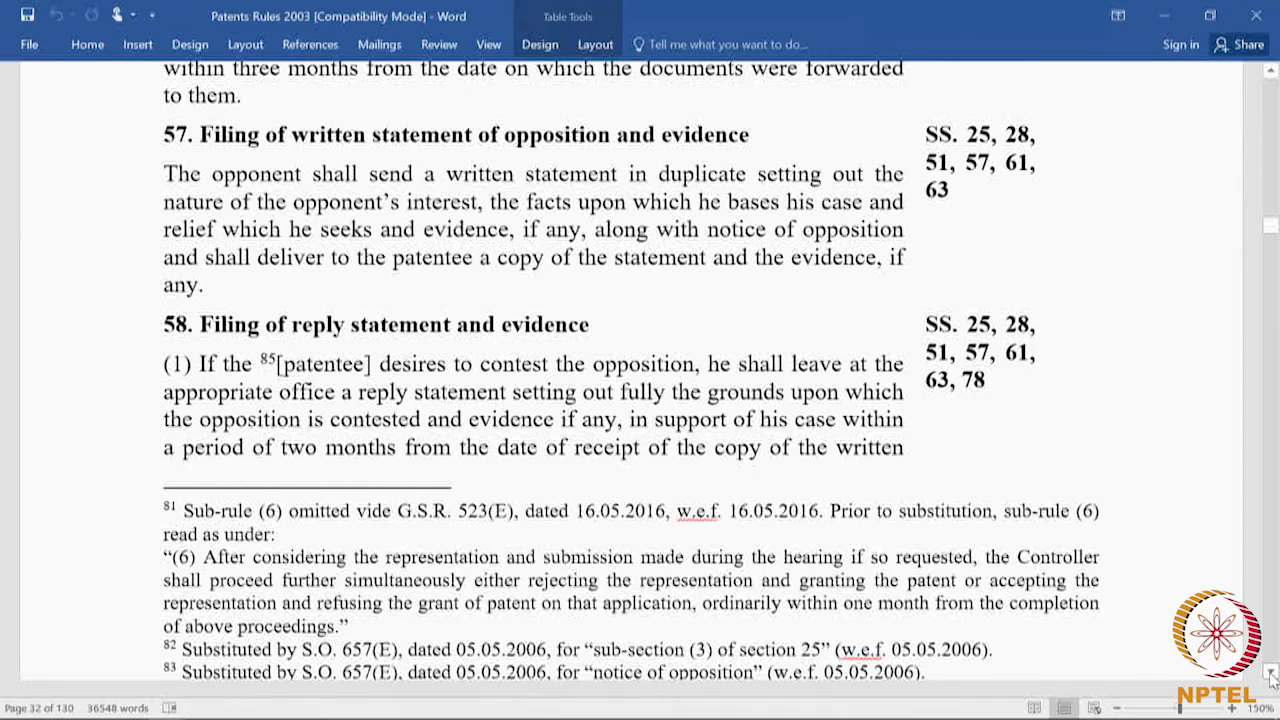 Patents Rules 2003 [Compatibility Mode] - Word
Table Tools
File Home Insert Design Layout References Mailings Review View Design Layout Tell me what you want to do... Sign in Share
within three months from the date on which the documents were forwarded
to them.
57. Filing of written statement of opposition and evidence
SS. 25, 28,
51, 57, 61,
63
The opponent shall send a written statement in duplicate setting out the
nature of the opponent's interest, the facts upon which he bases his case and
relief which he seeks and evidence, if any, along with notice of opposition
and shall deliver to the patentee a copy of the statement and the evidence, if
any.
58. Filing of reply statement and evidence
SS. 25, 28,
51, 57, 61,
63, 78
(1) If the 85[patentee] desires to contest the opposition, he shall leave at the
appropriate office a reply statement setting out fully the grounds upon which
the opposition is contested and evidence if any, in support of his case within
a period of two months from the date of receipt of the copy of the written
81 Sub-rule (6) omitted vide G.S.R. 523(E), dated 16.05.2016, w.e.f. 16.05.2016. Prior to substitution, sub-rule (6)
read as under:
“(6) After considering the representation and submission made during the hearing if so requested, the Controller
shall proceed further simultaneously either rejecting the representation and granting the patent or accepting the
representation and refusing the grant of patent on that application, ordinarily within one month from the completion
of above proceedings.”
82 Substituted by S.O. 657(E), dated 05.05.2006, for “sub-section (3) of section 25” (w.e.f. 05.05.2006).
83 Substituted by S.O. 657(E), dated 05.05.2006, for “notice of opposition” (w.e.f. 05.05.2006).
NPTEL
Page 32 of 130 36548 words 150%